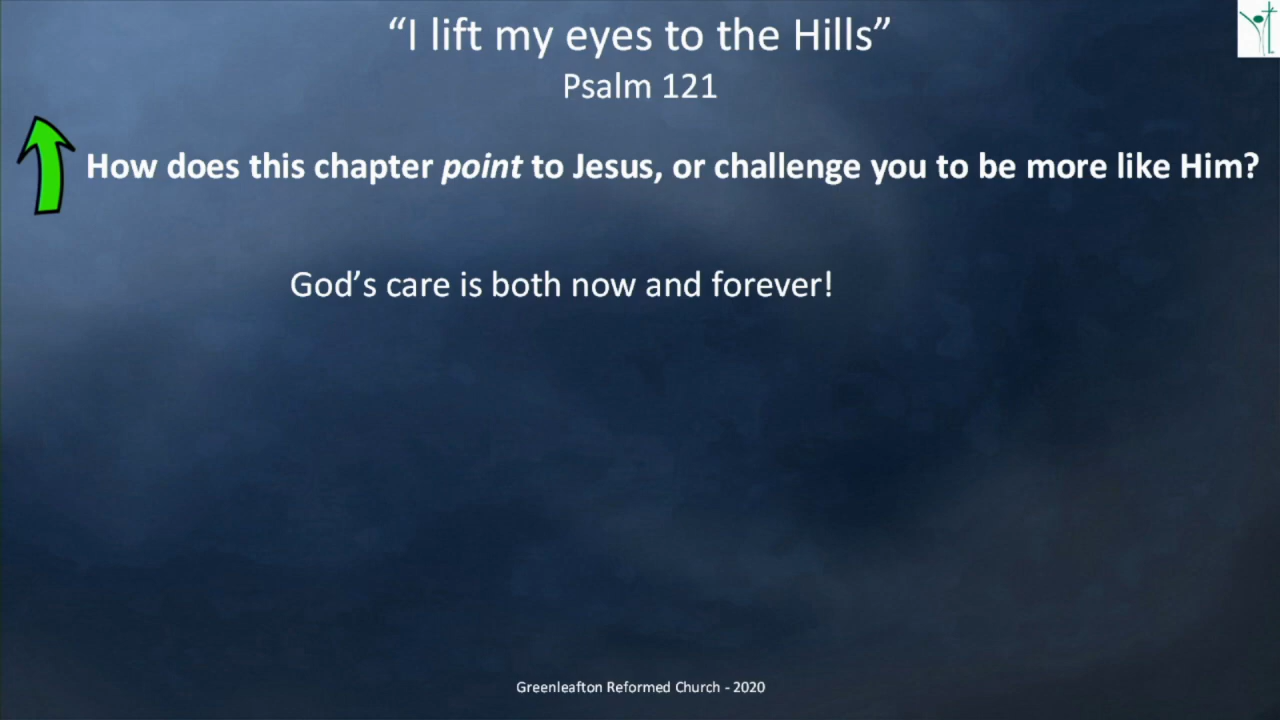 “I lift my eyes to the Hills”
Psalm 121
How does this chapter point to Jesus, or challenge you to be more like Him?
God’s care is both now and forever!
Greenleafton Reformed Church - 2020